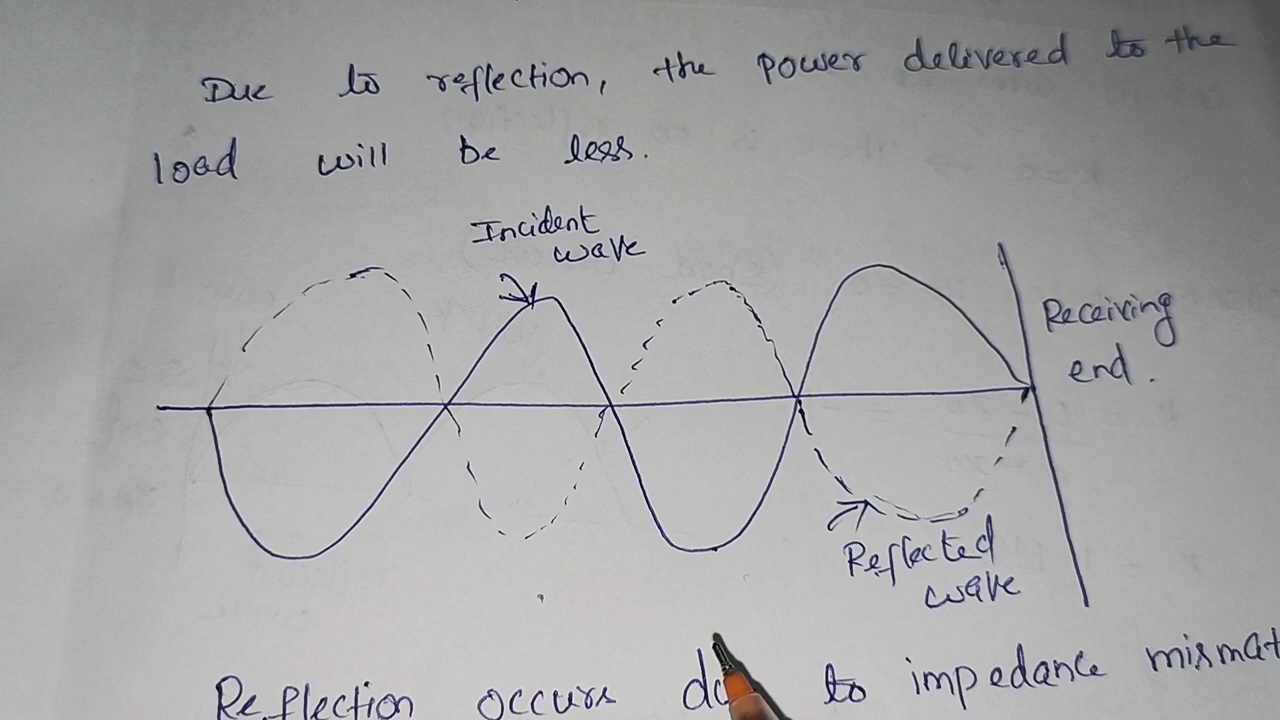 Due to reflection, the power delivered to the
load will be less.
Incident
wave
Receiving
end.
Reflected
wave
Reflection occurs to impedance mismat